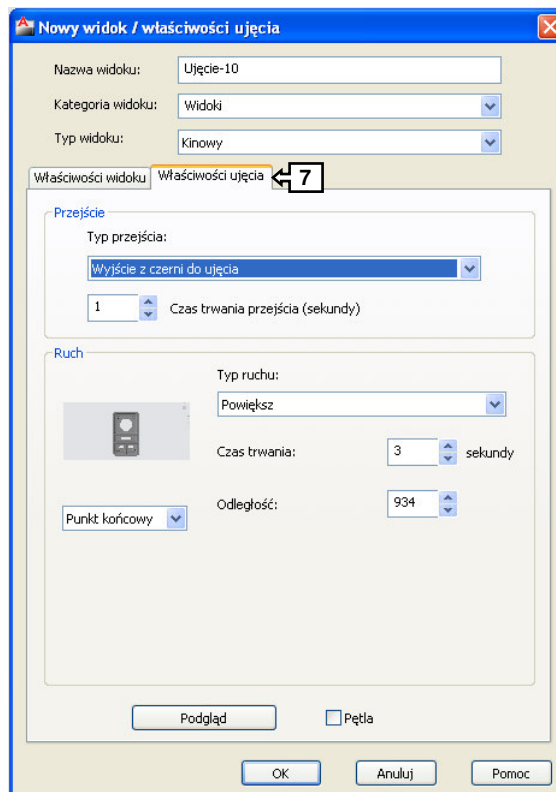 Nowy widok / właściwości ujęcia
Nazwa widoku: Ujęcie-10
Kategoria widoku: Widoki
Typ widoku: Kinowy
Właściwości widoku Właściwości ujęcia 7
Przejście
Typ przejścia:
Wyjście z czerni do ujęcia
1 Czas trwania przejścia (sekundy)
Ruch
Typ ruchu:
Powiększ
Czas trwania: 3 sekundy
Odległość: 934
Punkt końcowy
Podgląd Pętla
OK Anuluj Pomoc